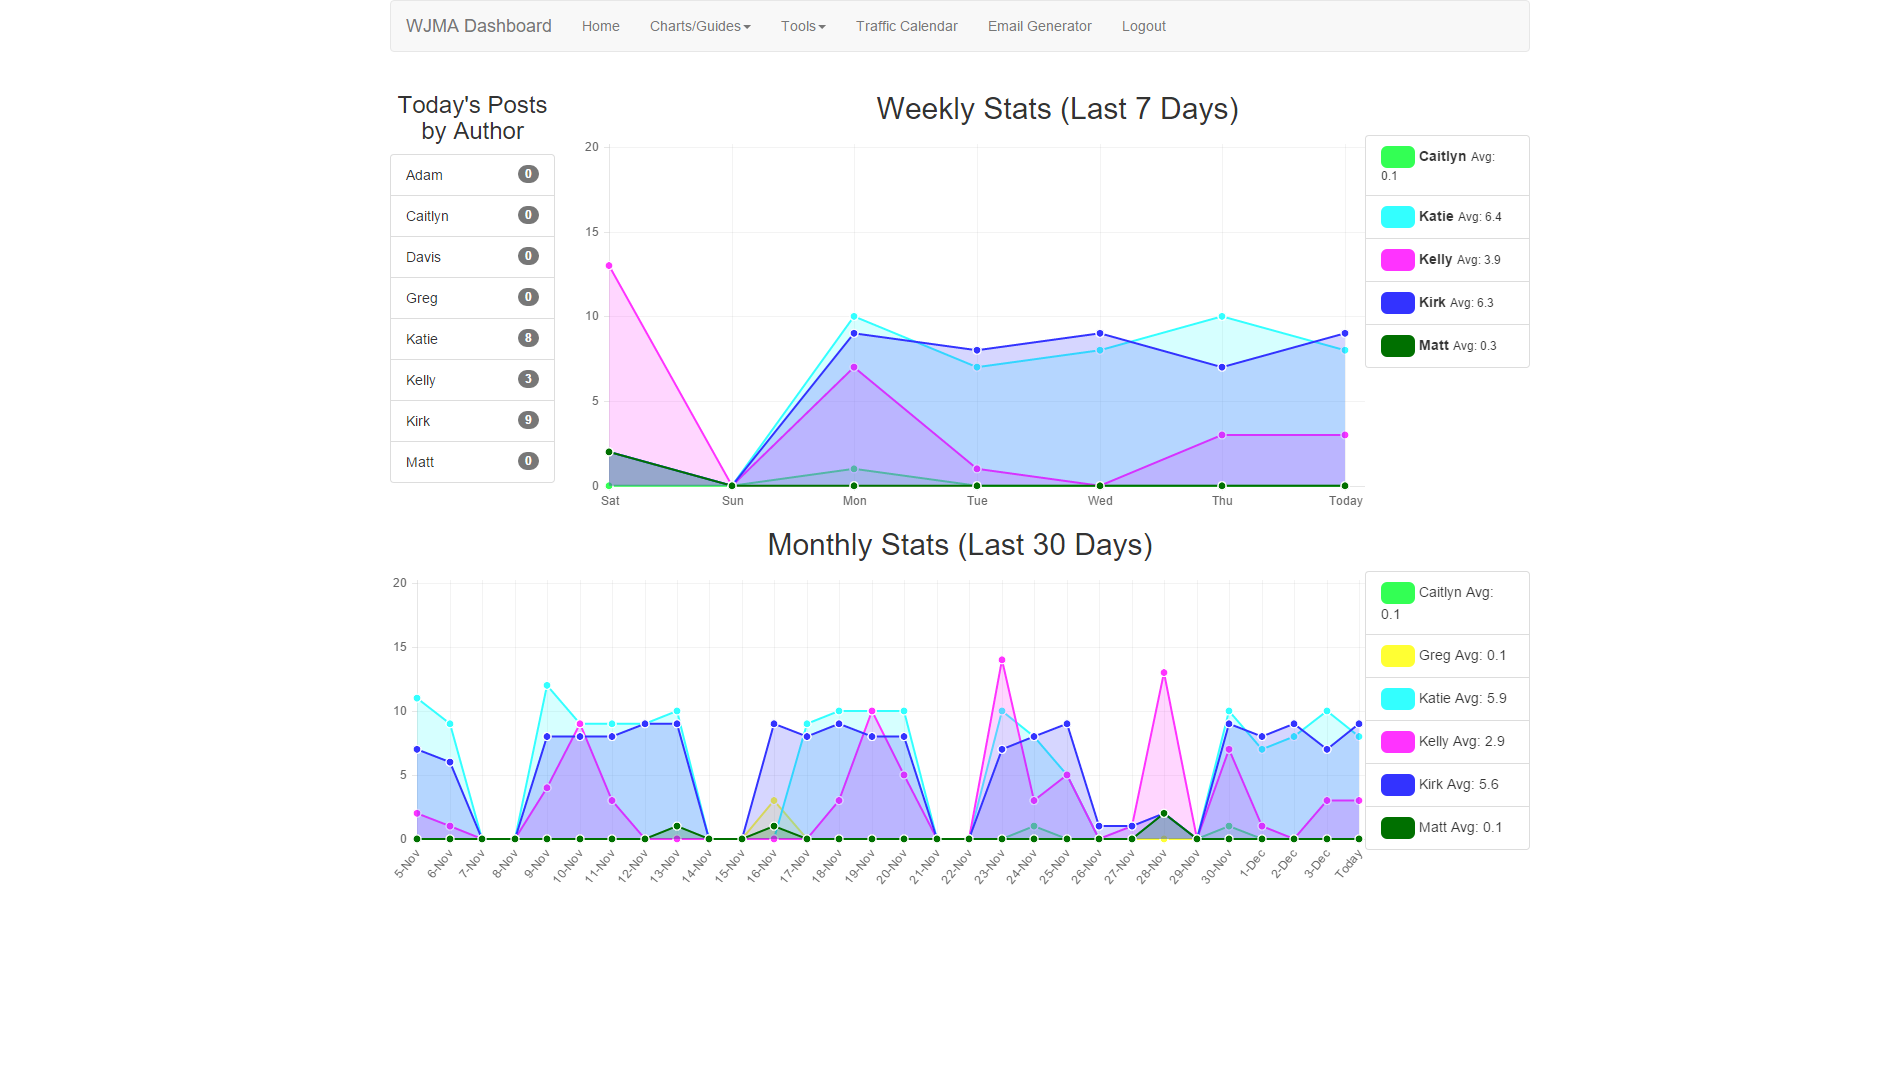 WJMA Dashboard Home Charts/Guides Tools Traffic Calendar Email Generator Logout
Today's Posts
by Author
Adam 0
Caitlyn 0
Davis 0
Greg 0
Katie 8
Kelly 3
Kirk 9
Matt 0
Weekly Stats (Last 7 Days)
20
15
10
5
0
Sat Sun Mon Tue Wed Thu Today
Caitlyn Avg:
0.1
Katie Avg: 6.4
Kelly Avg: 3.9
Kirk Avg: 6.3
Matt Avg: 0.3
Monthly Stats (Last 30 Days)
20
15
10
5
0
5-Nov 6-Nov 7-Nov 8-Nov 9-Nov 10-Nov 11-Nov 12-Nov 13-Nov 14-Nov 15-Nov 16-Nov 17-Nov 18-Nov 19-Nov 20-Nov 21-Nov 22-Nov 23-Nov 24-Nov 25-Nov 26-Nov 27-Nov 28-Nov 29-Nov 30-Nov 1-Dec 2-Dec 3-Dec Today
Caitlyn Avg:
0.1
Greg Avg: 0.1
Katie Avg: 5.9
Kelly Avg: 2.9
Kirk Avg: 5.6
Matt Avg: 0.1